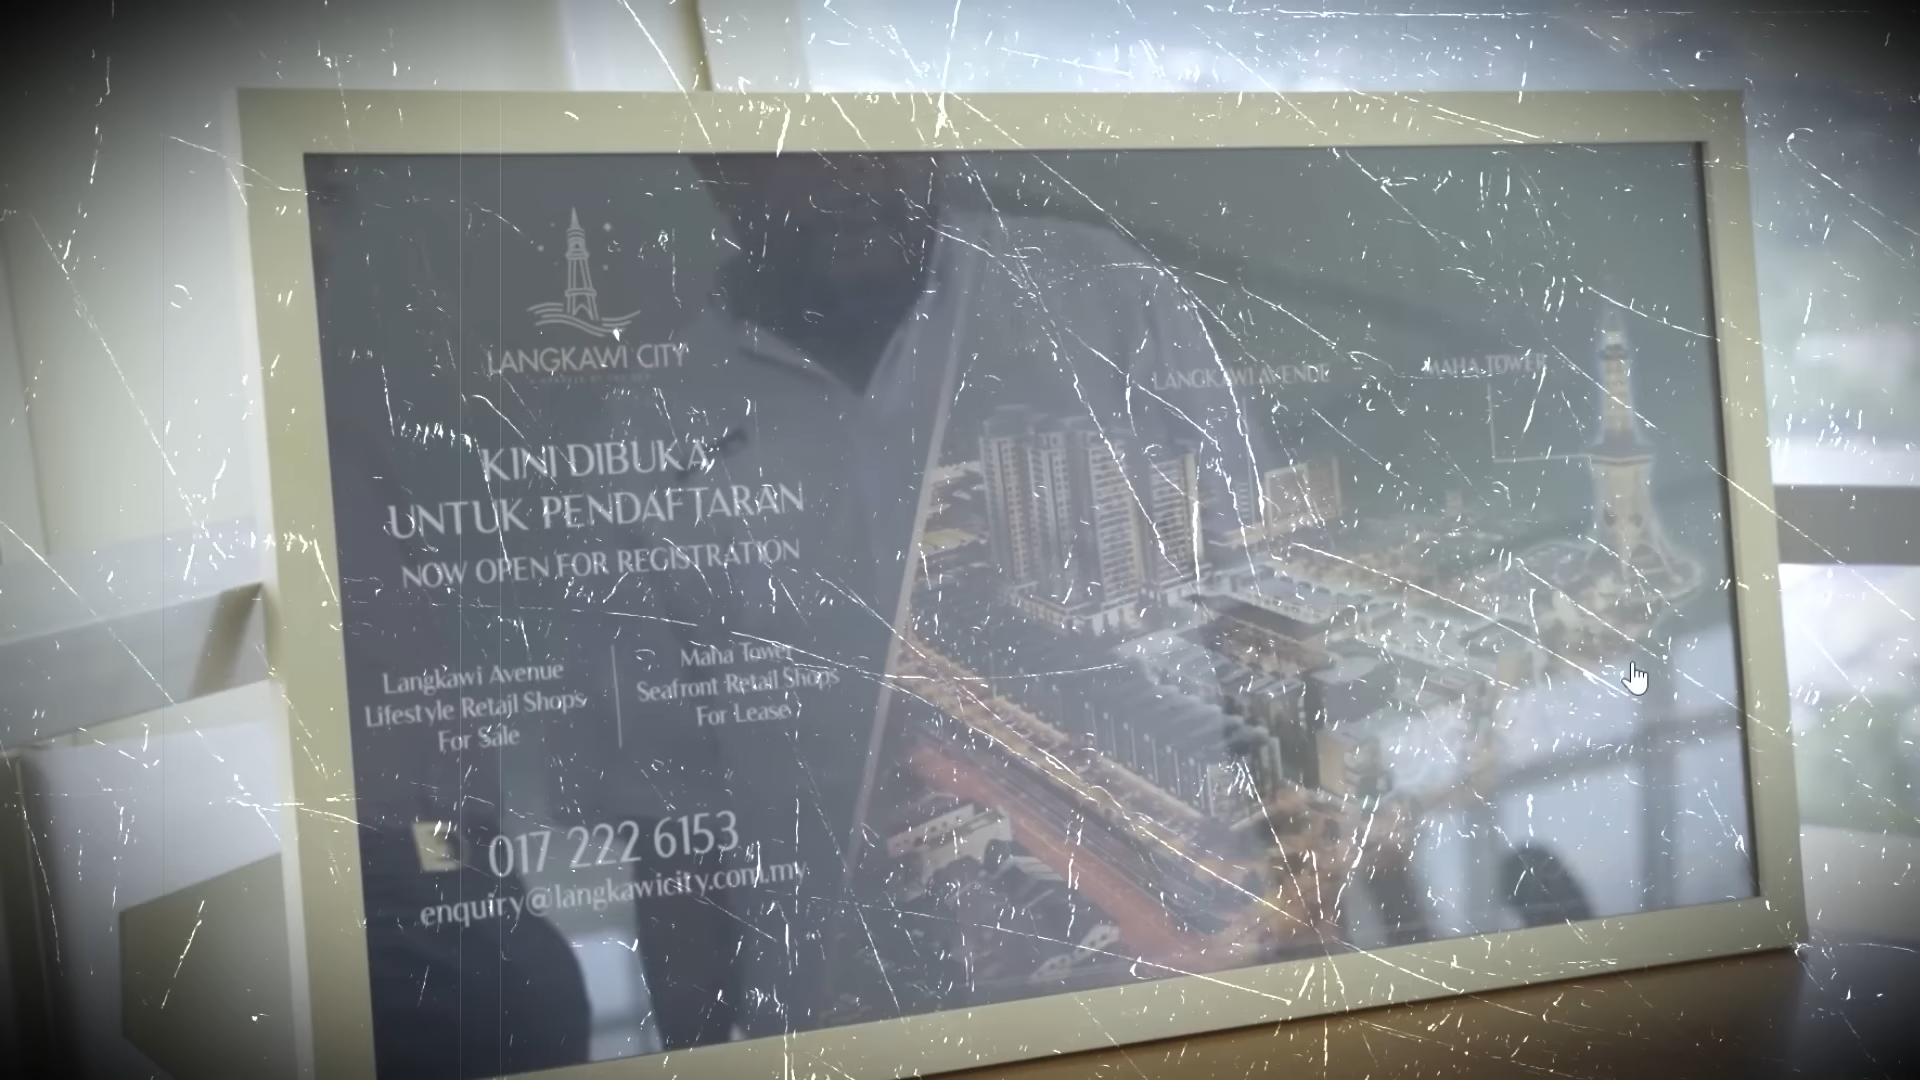 LANGKAWI CITY
KINI DIBUKA
UNTUK PENDAFTARAN
NOW OPEN FOR REGISTRATION
Langkawi Avenue
Lifestyle Retail Shops
For Sale
Maha Tower
Seafront Retail Shops
For Lease
017 222 6153
enquiry@langkawicity.com.my
LANGKAWI AVENUE
MAHA TOWER